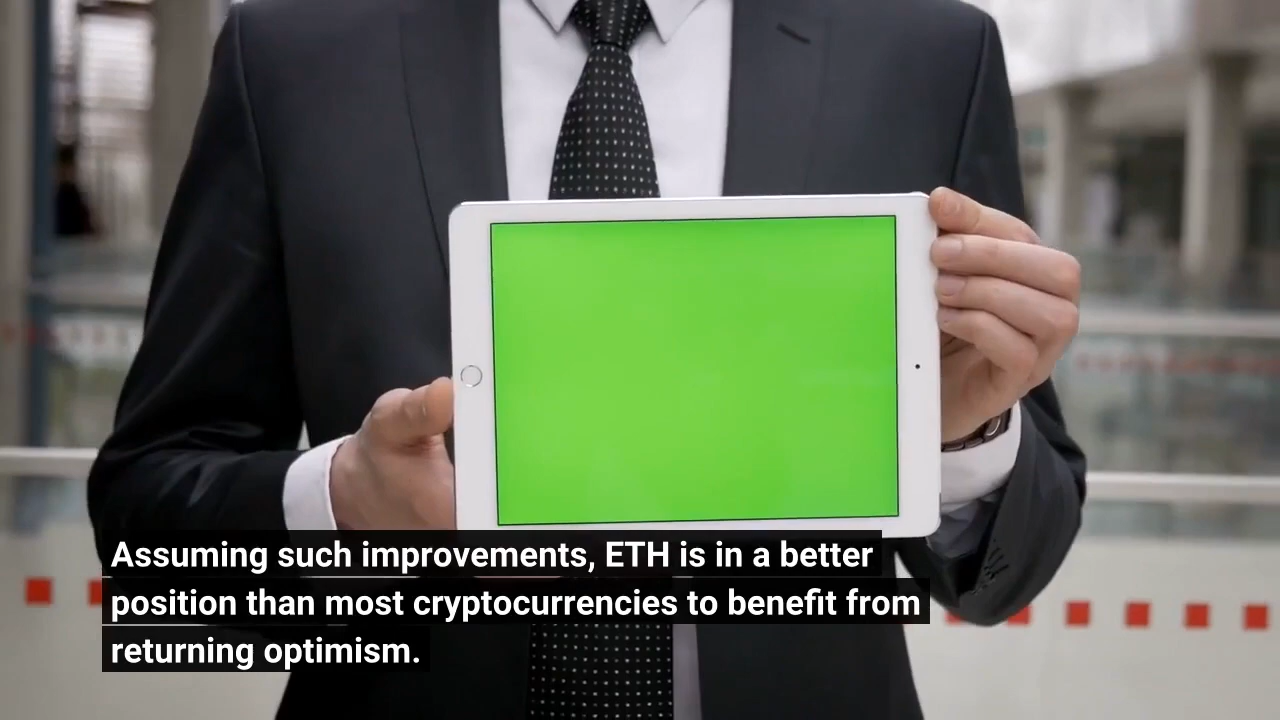 Assuming such improvements, ETH is in a better
position than most cryptocurrencies to benefit from
returning optimism.